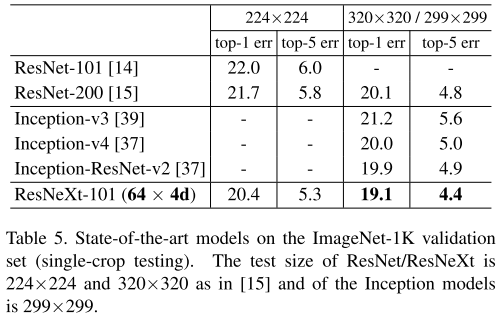 224×224 320×320 / 299×299
top-1 err top-5 err top-1 err top-5 err
ResNet-101 [14] 22.0 6.0 - -
ResNet-200 [15] 21.7 5.8 20.1 4.8
Inception-v3 [39] - - 21.2 5.6
Inception-v4 [37] - - 20.0 5.0
Inception-ResNet-v2 [37] - - 19.9 4.9
ResNeXt-101 (64 × 4d) 20.4 5.3 19.1 4.4
Table 5. State-of-the-art models on the ImageNet-1K validation
set (single-crop testing). The test size of ResNet/ResNeXt is
224×224 and 320×320 as in [15] and of the Inception models
is 299×299.